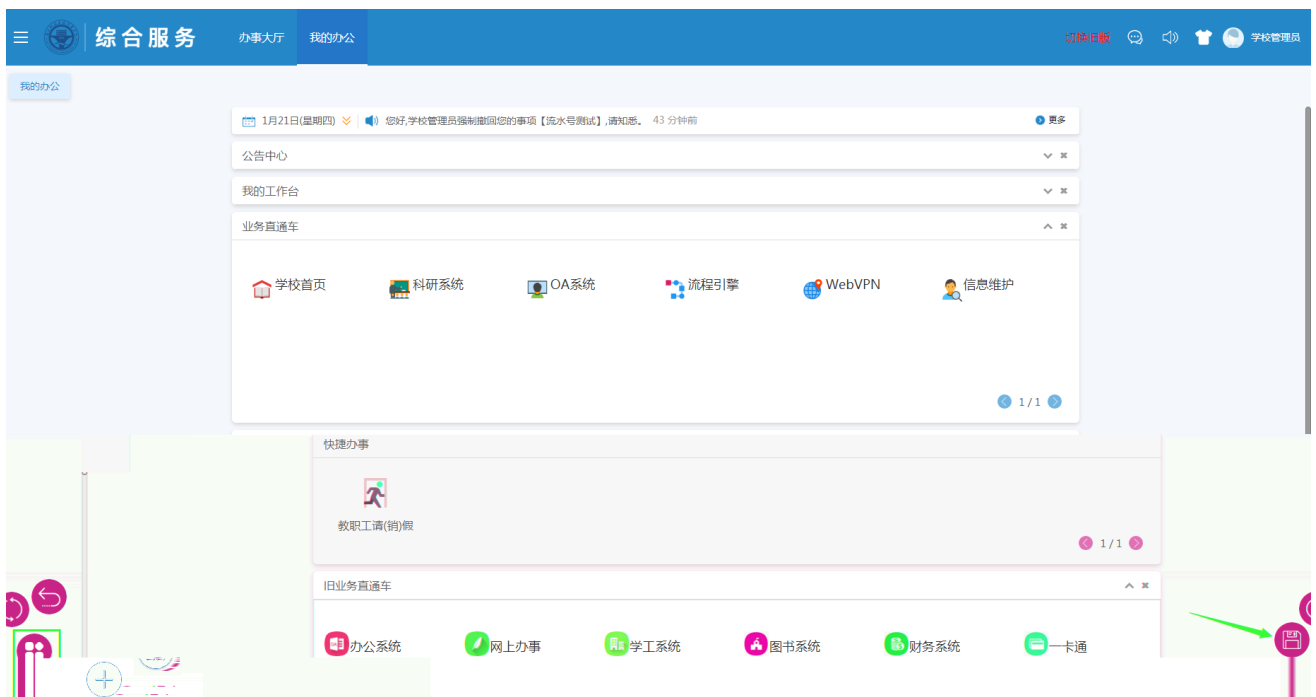 综合服务 办事大厅 我的办公 切换旧版 学校管理员
我的办公
1月21日(星期四) 您好,学校管理员强制撤回您的事项【流水号测试】,请知悉。 43 分钟前 更多
公告中心
我的工作台
业务直通车
学校首页 科研系统 OA系统 流程引擎 WebVPN 信息维护
1 / 1
快捷办事
教职工请(销)假
1 / 1
旧业务直通车
办公系统 网上办事 学工系统 图书系统 财务系统 一卡通